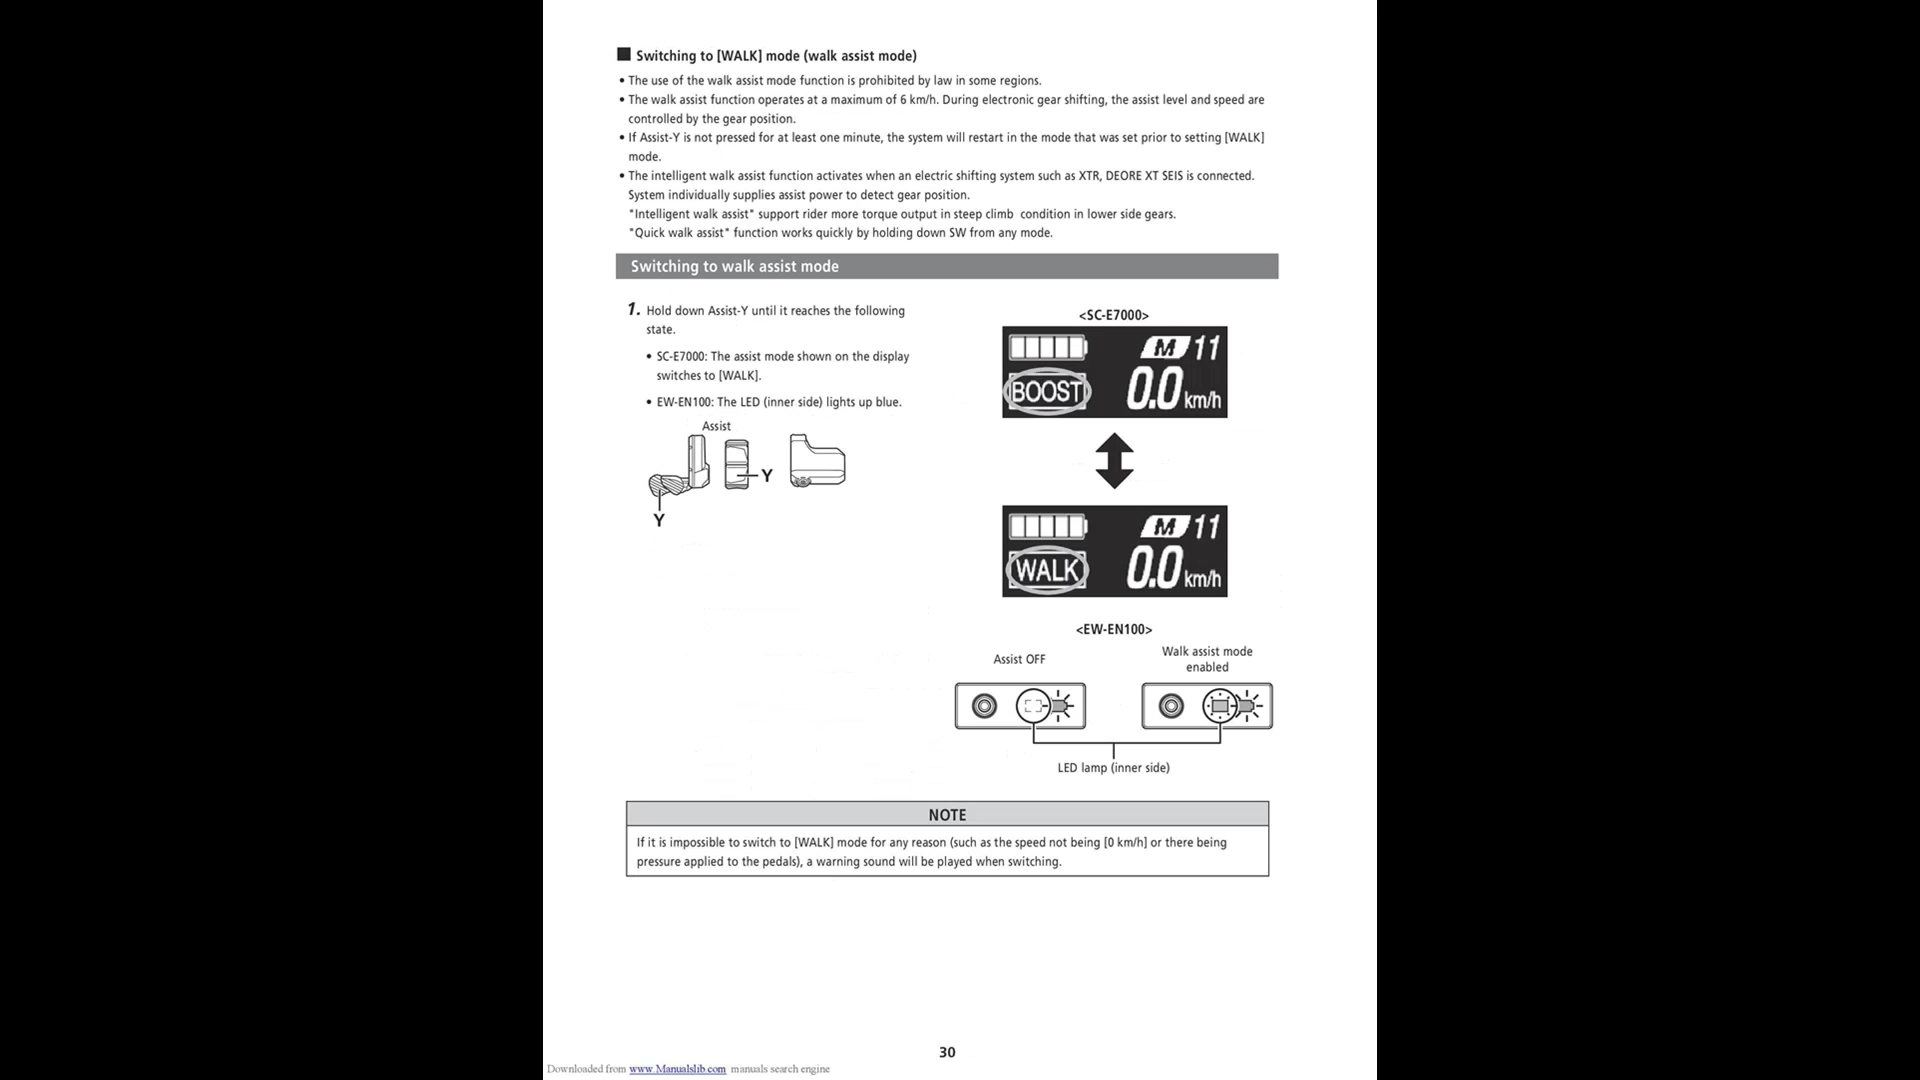 ■ Switching to [WALK] mode (walk assist mode)
• The use of the walk assist mode function is prohibited by law in some regions.
• The walk assist function operates at a maximum of 6 km/h. During electronic gear shifting, the assist level and speed are
controlled by the gear position.
• If Assist-Y is not pressed for at least one minute, the system will restart in the mode that was set prior to setting [WALK]
mode.
• The intelligent walk assist function activates when an electric shifting system such as XTR, DEORE XT SEIS is connected.
System individually supplies assist power to detect gear position.
"Intelligent walk assist" support rider more torque output in steep climb  condition in lower side gears.
"Quick walk assist" function works quickly by holding down SW from any mode.
Switching to walk assist mode
1. Hold down Assist-Y until it reaches the following
state.
• SC-E7000: The assist mode shown on the display
switches to [WALK].
• EW-EN100: The LED (inner side) lights up blue.
Assist
Y
Y
<SC-E7000>
M 11
BOOST 0.0 km/h
M 11
WALK 0.0 km/h
<EW-EN100>
Assist OFF
Walk assist mode
enabled
LED lamp (inner side)
NOTE
If it is impossible to switch to [WALK] mode for any reason (such as the speed not being [0 km/h] or there being
pressure applied to the pedals), a warning sound will be played when switching.
30
Downloaded from www.Manualslib.com manuals search engine